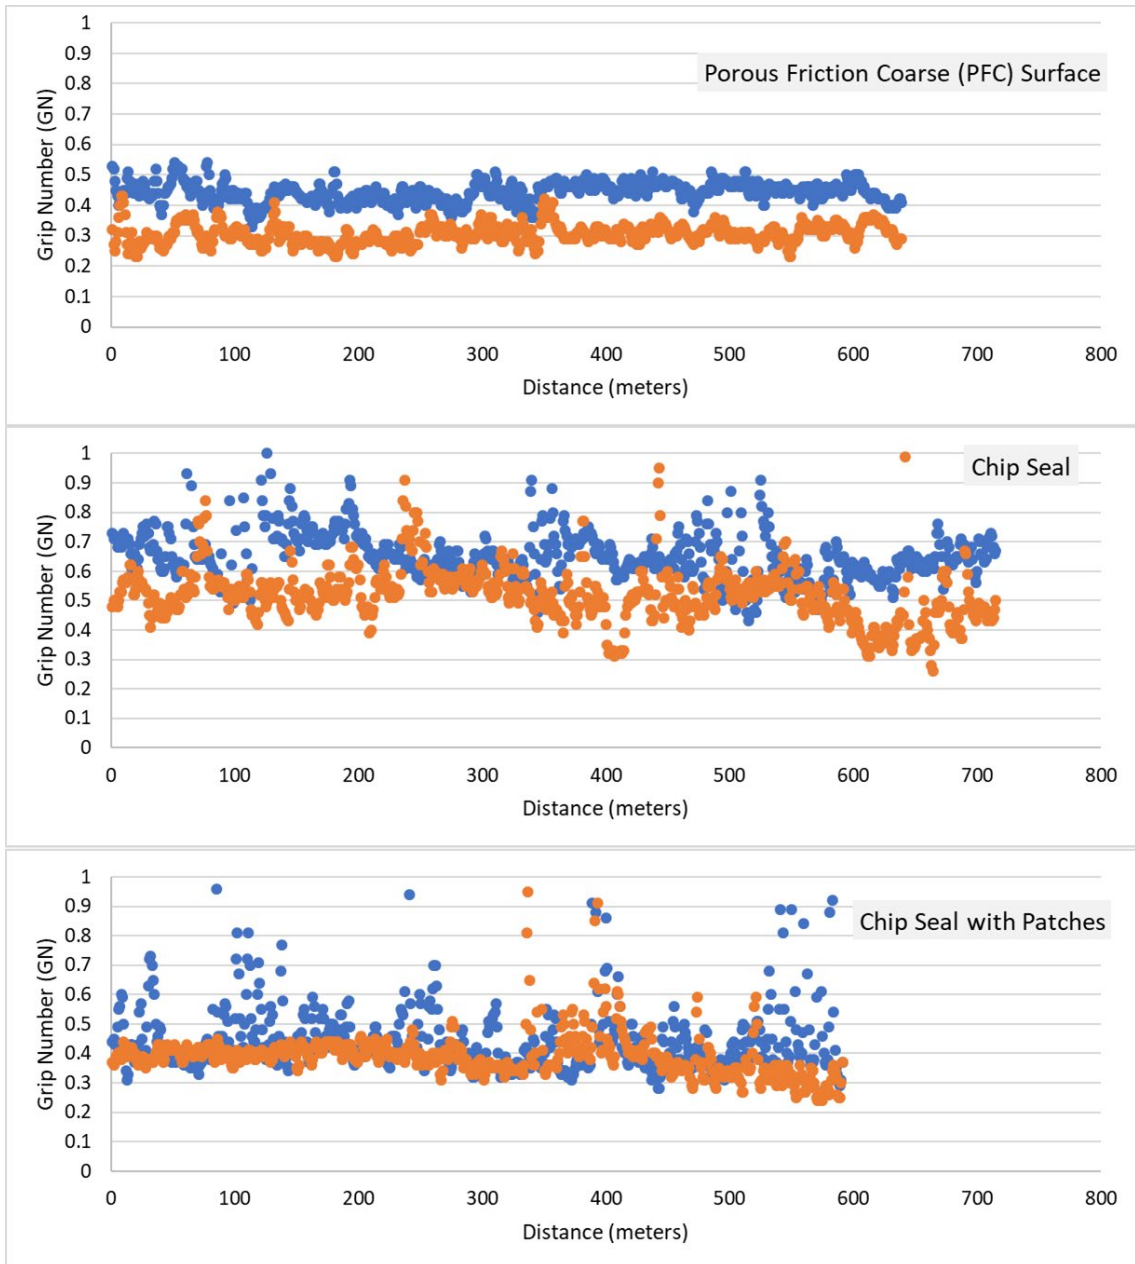 1
0.9
0.8
0.7
0.6
0.5
0.4
0.3
0.2
0.1
0
Grip Number (GN)
Porous Friction Coarse (PFC) Surface
0 100 200 300 400 500 600 700 800
Distance (meters)
1
0.9
0.8
0.7
0.6
0.5
0.4
0.3
0.2
0.1
0
Grip Number (GN)
Chip Seal
0 100 200 300 400 500 600 700 800
Distance (meters)
1
0.9
0.8
0.7
0.6
0.5
0.4
0.3
0.2
0.1
0
Grip Number (GN)
Chip Seal with Patches
0 100 200 300 400 500 600 700 800
Distance (meters)